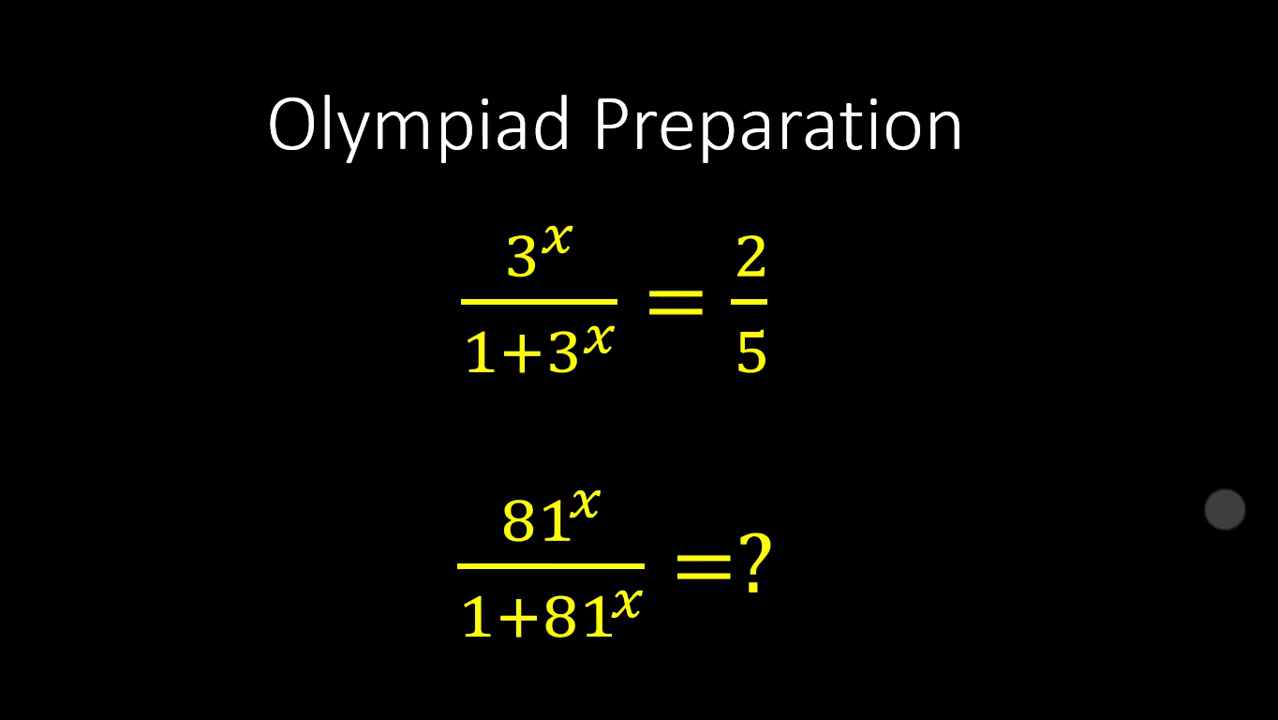 Olympiad Preparation
3^x / 1+3^x = 2/5
81^x / 1+81^x =?